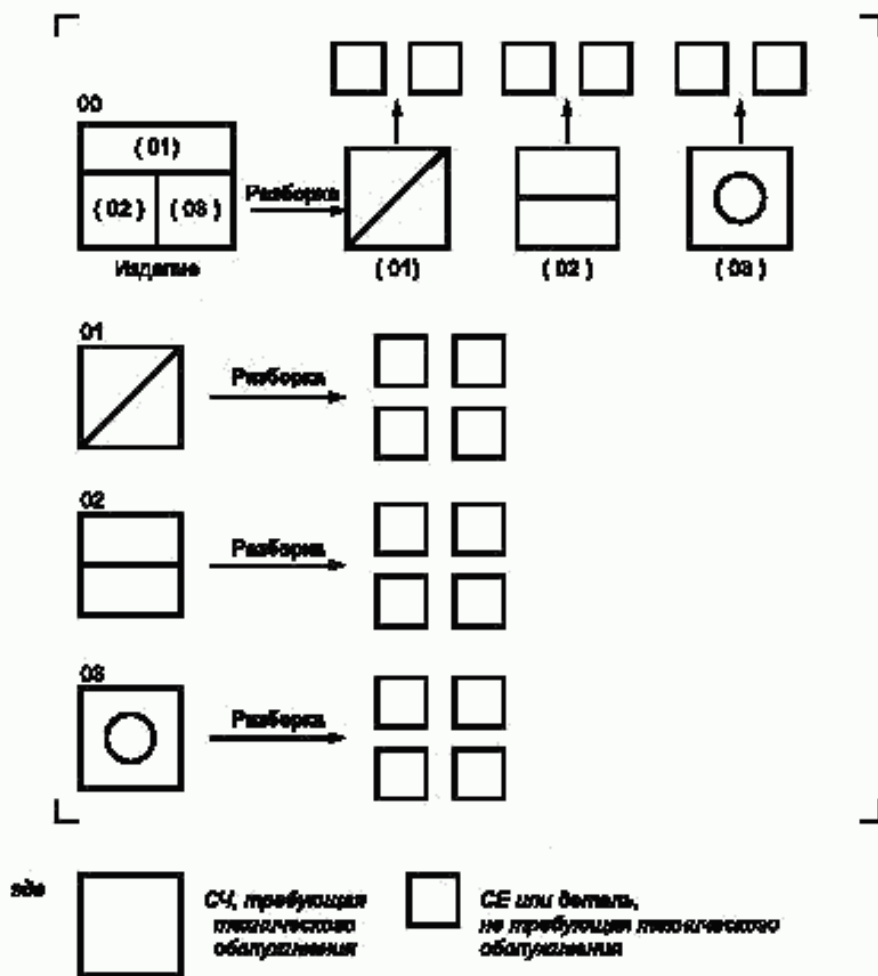 00
(01)
(02) (03)
Изделие
Разборка
(01) (02) (03)
01
Разборка
02
Разборка
03
Разборка
где
СЧ, требующая
технического
обслуживания
СЕ или деталь,
не требующая технического
обслуживания